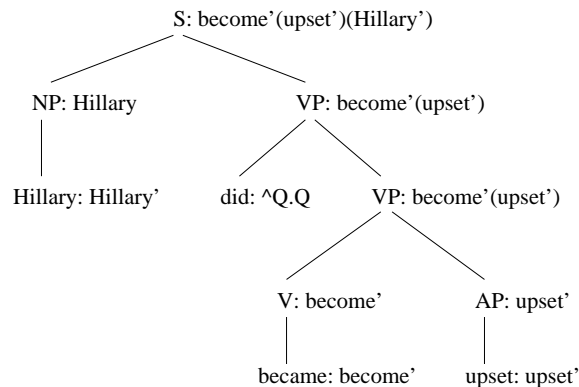 S: become’(upset’)(Hillary’)
NP: Hillary VP: become’(upset’)
Hillary: Hillary’ did: ^Q.Q VP: become’(upset’)
V: become’ AP: upset’
became: become’ upset: upset’